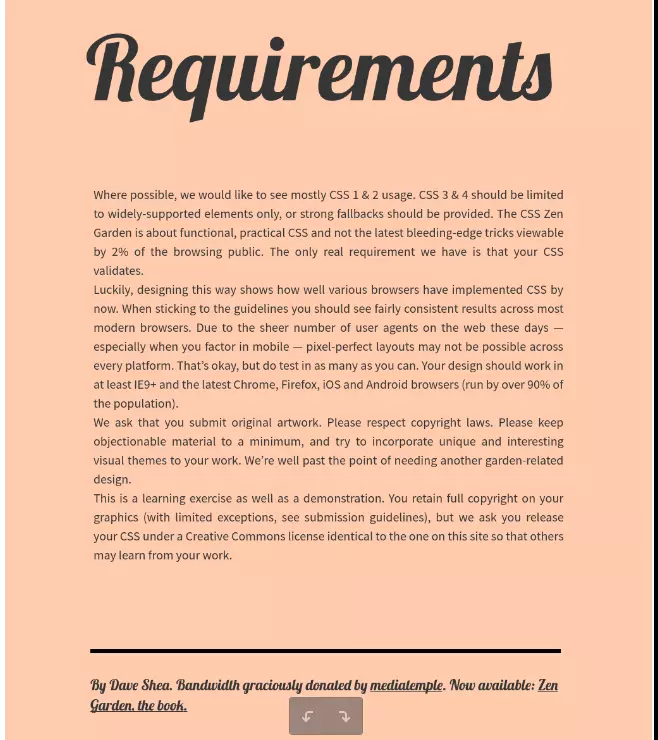 Requirements
Where possible, we would like to see mostly CSS 1 & 2 usage. CSS 3 & 4 should be limited
to widely-supported elements only, or strong fallbacks should be provided. The CSS Zen
Garden is about functional, practical CSS and not the latest bleeding-edge tricks viewable
by 2% of the browsing public. The only real requirement we have is that your CSS
validates.
Luckily, designing this way shows how well various browsers have implemented CSS by
now. When sticking to the guidelines you should see fairly consistent results across most
modern browsers. Due to the sheer number of user agents on the web these days —
especially when you factor in mobile — pixel-perfect layouts may not be possible across
every platform. That’s okay, but do test in as many as you can. Your design should work in
at least IE9+ and the latest Chrome, Firefox, iOS and Android browsers (run by over 90% of
the population).
We ask that you submit original artwork. Please respect copyright laws. Please keep
objectionable material to a minimum, and try to incorporate unique and interesting
visual themes to your work. We’re well past the point of needing another garden-related
design.
This is a learning exercise as well as a demonstration. You retain full copyright on your
graphics (with limited exceptions, see submission guidelines), but we ask you release
your CSS under a Creative Commons license identical to the one on this site so that others
may learn from your work.
By Dave Shea. Bandwidth graciously donated by mediatemple. Now available: Zen
Garden, the book.